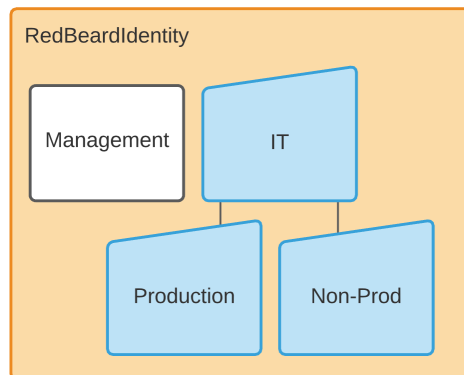 RedBeardIdentity
Management
IT
Production
Non-Prod